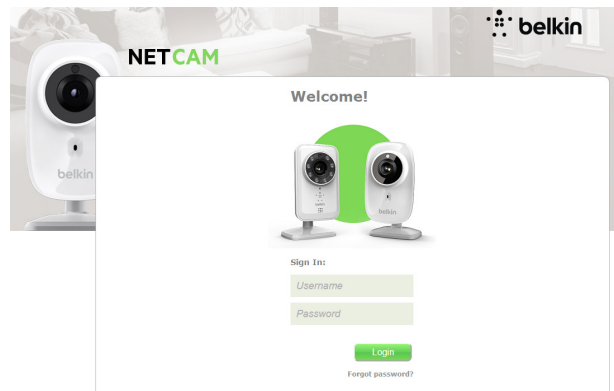 belkin
NETCAM
Welcome!
belkin
belkin
Sign In:
Username
Password
Login
Forgot password?